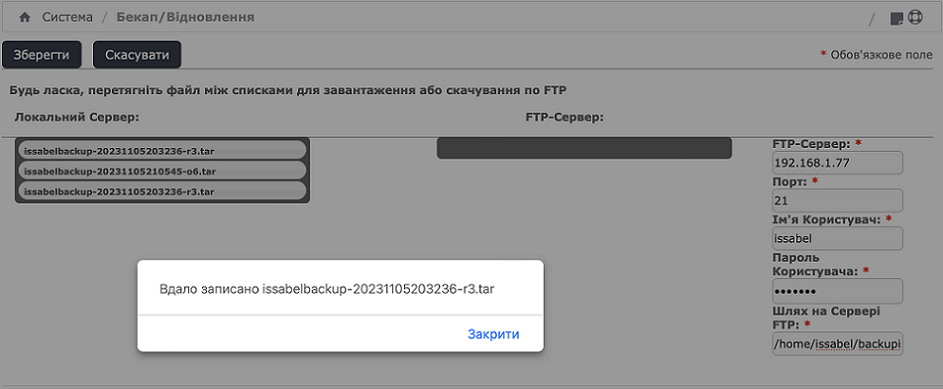 Система / Бекап/Відновлення /
Зберегти Скасувати * Обов'язкове поле
Будь ласка, перетягніть файл між списками для завантаження або скачування по FTP
Локальний Сервер: FTP-Сервер:
issabelbackup-20231105203236-r3.tar
issabelbackup-20231105210545-o6.tar
issabelbackup-20231105203236-r3.tar
FTP-Сервер: *
192.168.1.77
Порт: *
21
Ім'я Користувач: *
issabel
Пароль
Користувача: *
•••••••
Шлях на Сервері
FTP: *
/home/issabel/backupi
Вдало записано issabelbackup-20231105203236-r3.tar
Закрити